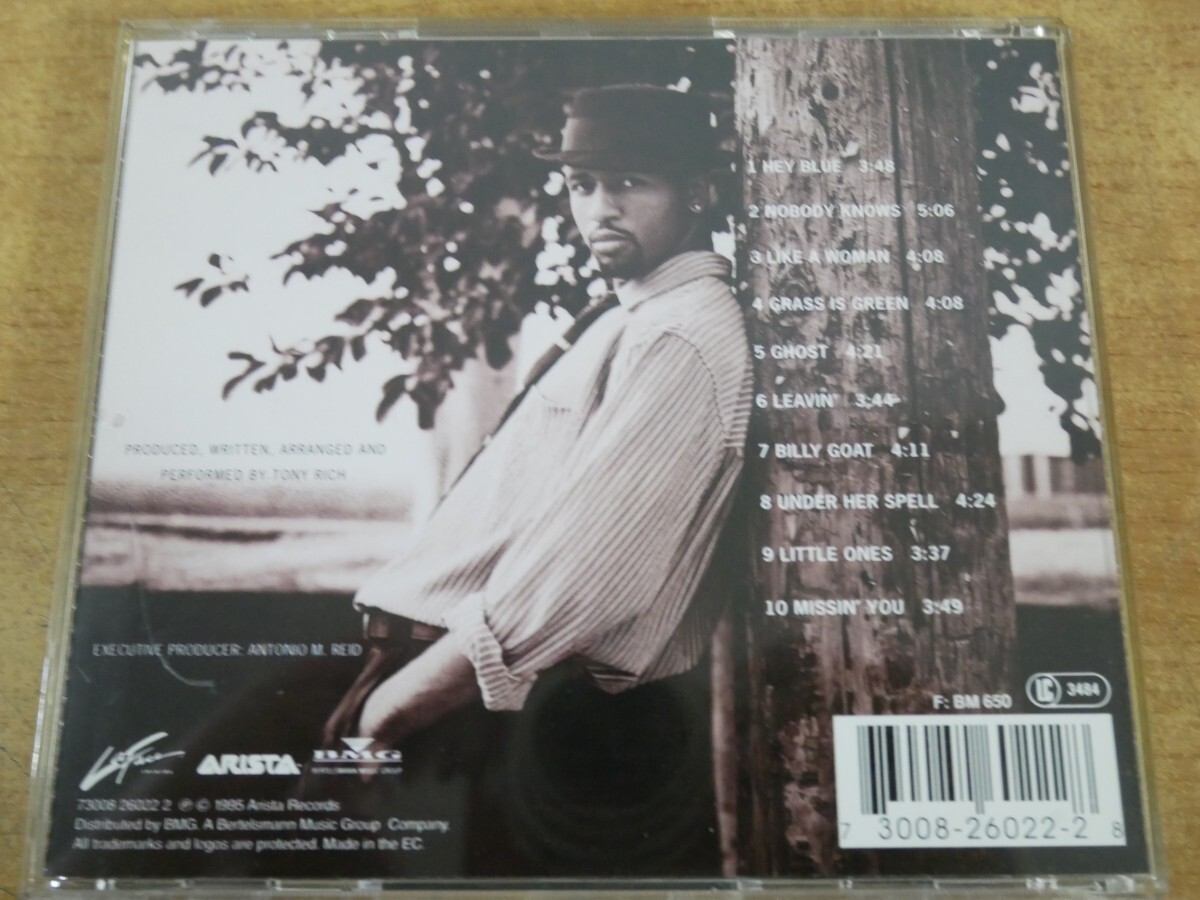 1 HEY BLUE 3:48
2 NOBODY KNOWS 5:06
3 LIKE A WOMAN 4:08
4 GRASS IS GREEN 4:08
5 GHOST 4:21
6 LEAVIN' 3:44
7 BILLY GOAT 4:11
8 UNDER HER SPELL 4:24
9 LITTLE ONES 3:37
10 MISSIN' YOU 3:49
PRODUCED, WRITTEN, ARRANGED AND
PERFORMED BY TONY RICH
EXECUTIVE PRODUCER: ANTONIO M. REID
F: BM 650
LC 3484
LaFace
ARISTA
BMG
73008 26022 2 ℗ © 1995 Arista Records
Distributed by BMG. A Bertelsmann Music Group Company.
All trademarks and logos are protected. Made in the EC.
7 3008-26022-2 8